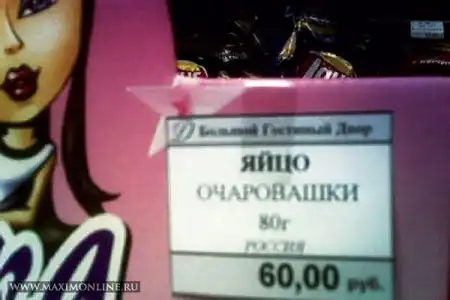 Большой Гостиный Двор
ЯЙЦО
ОЧАРОВАШКИ
80г
РОССИЯ
60,00 руб.
WWW.MAXIMONLINE.RU